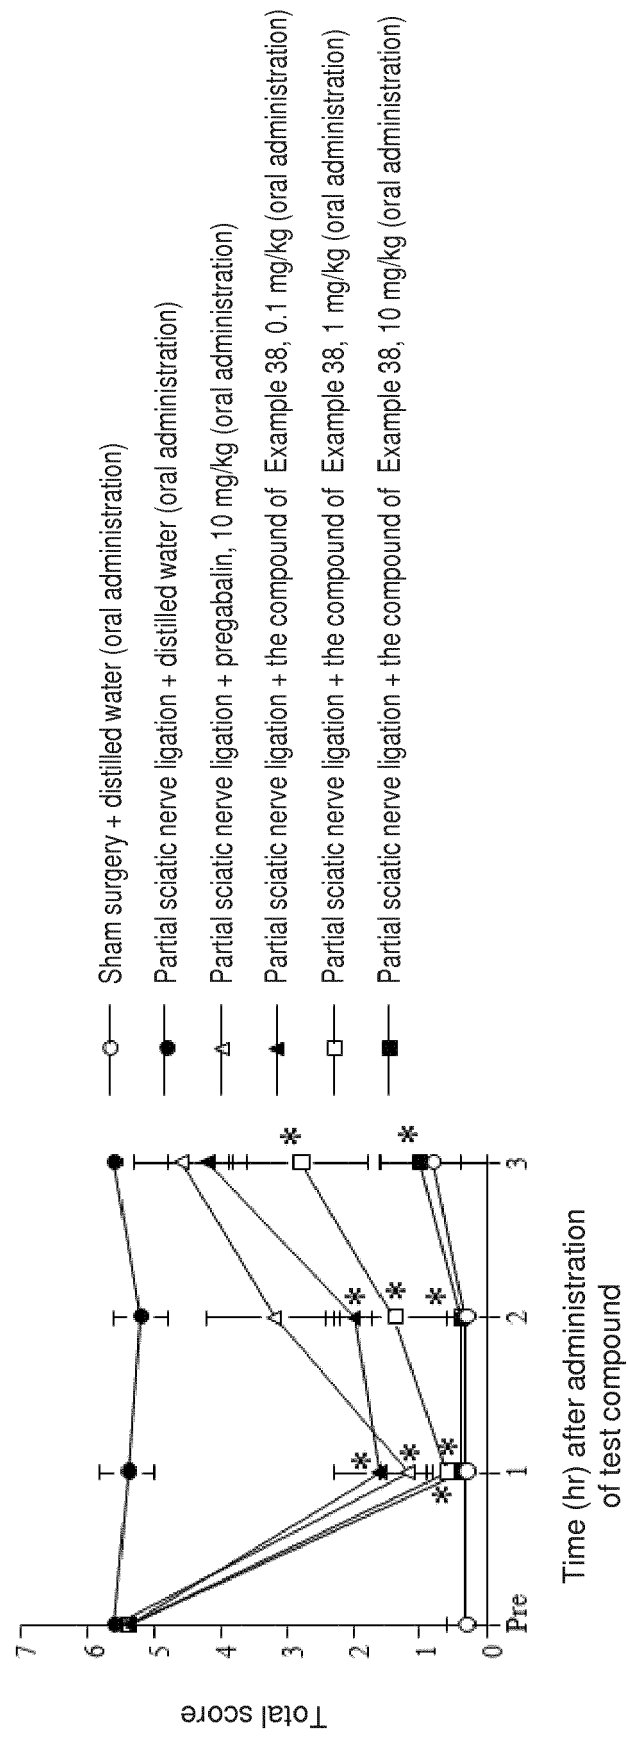 Sham surgery + distilled water (oral administration)
Partial sciatic nerve ligation + distilled water (oral administration)
Partial sciatic nerve ligation + pregabalin, 10 mg/kg (oral administration)
Partial sciatic nerve ligation + the compound of Example 38, 0.1 mg/kg (oral administration)
Partial sciatic nerve ligation + the compound of Example 38, 1 mg/kg (oral administration)
Partial sciatic nerve ligation + the compound of Example 38, 10 mg/kg (oral administration)
Total score
7
6
5
4
3
2
1
0
* * * *
* * *
* *
Pre 1 2 3
Time (hr) after administration
of test compound